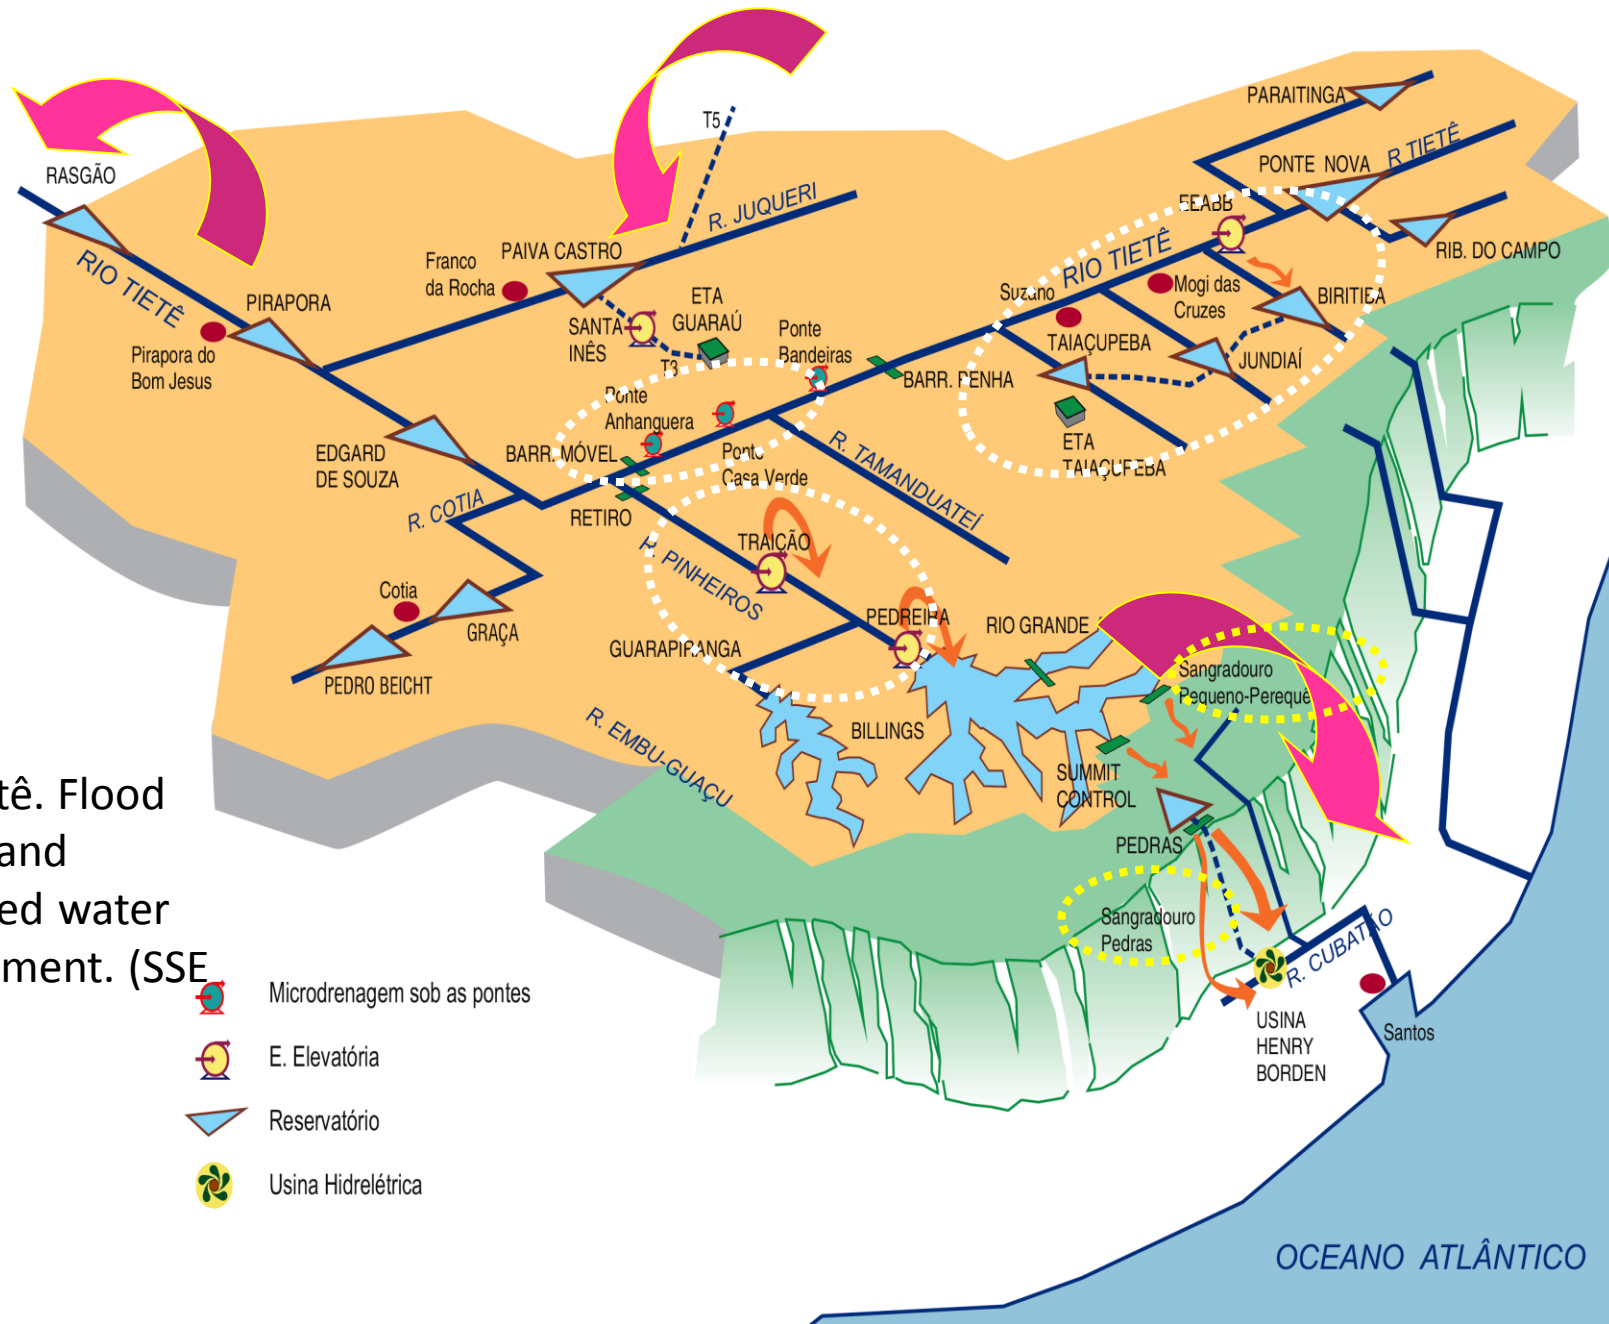 T5
PARAITINGA
R TIETÊ
PONTE NOVA
RASGÃO
R. JUQUERI
EEABB
RIO TIETÊ
RIB. DO CAMPO
PAIVA CASTRO
Franco
da Rocha
RIO TIETÊ
Mogi das
Cruzes
BIRITIBA
Suzano
PIRAPORA
ETA
GUARAÚ
SANTA
INÊS
Ponte
Bandeiras
TAIAÇUPEBA
JUNDIAÍ
Pirapora do
Bom Jesus
T3
BARR. PENHA
Ponte
Anhanguera
ETA
TAIAÇUPEBA
EDGARD
DE SOUZA
BARR. MÓVEL
Ponte
Casa Verde
R. TAMANDUATEÍ
R. COTIA
RETIRO
TRAIÇÃO
R. PINHEIROS
Cotia
GRAÇA
PEDREIRA
RIO GRANDE
GUARAPIRANGA
PEDRO BEICHT
Sangradouro
Pequeno-Perequê
R. EMBU-GUAÇU
BILLINGS
SUMMIT
CONTROL
PEDRAS
Sangradouro
Pedras
R. CUBATÃO
USINA
HENRY
BORDEN
Santos
tê. Flood
and
ed water
ment. (SSE
Microdrenagem sob as pontes
E. Elevatória
Reservatório
Usina Hidrelétrica
OCEANO ATLÂNTICO